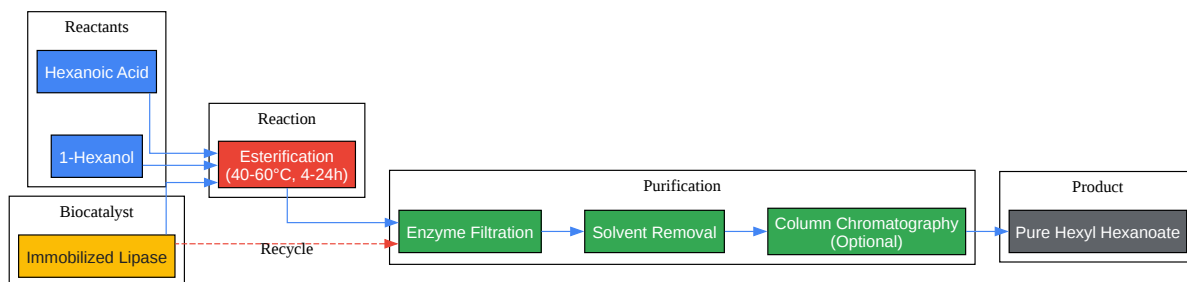 Reactants
Hexanoic Acid
1-Hexanol
Biocatalyst
Immobilized Lipase
Reaction
Esterification
(40-60°C, 4-24h)
Recycle
Purification
Enzyme Filtration
Solvent Removal
Column Chromatography
(Optional)
Product
Pure Hexyl Hexanoate